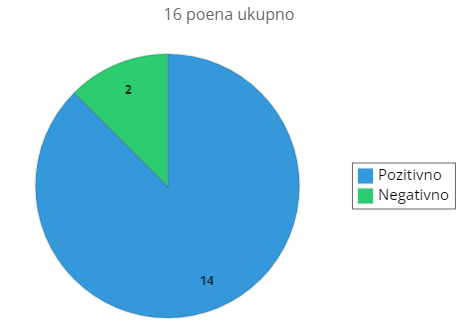 16 poena ukupno
2
Pozitivno
Negativno
14